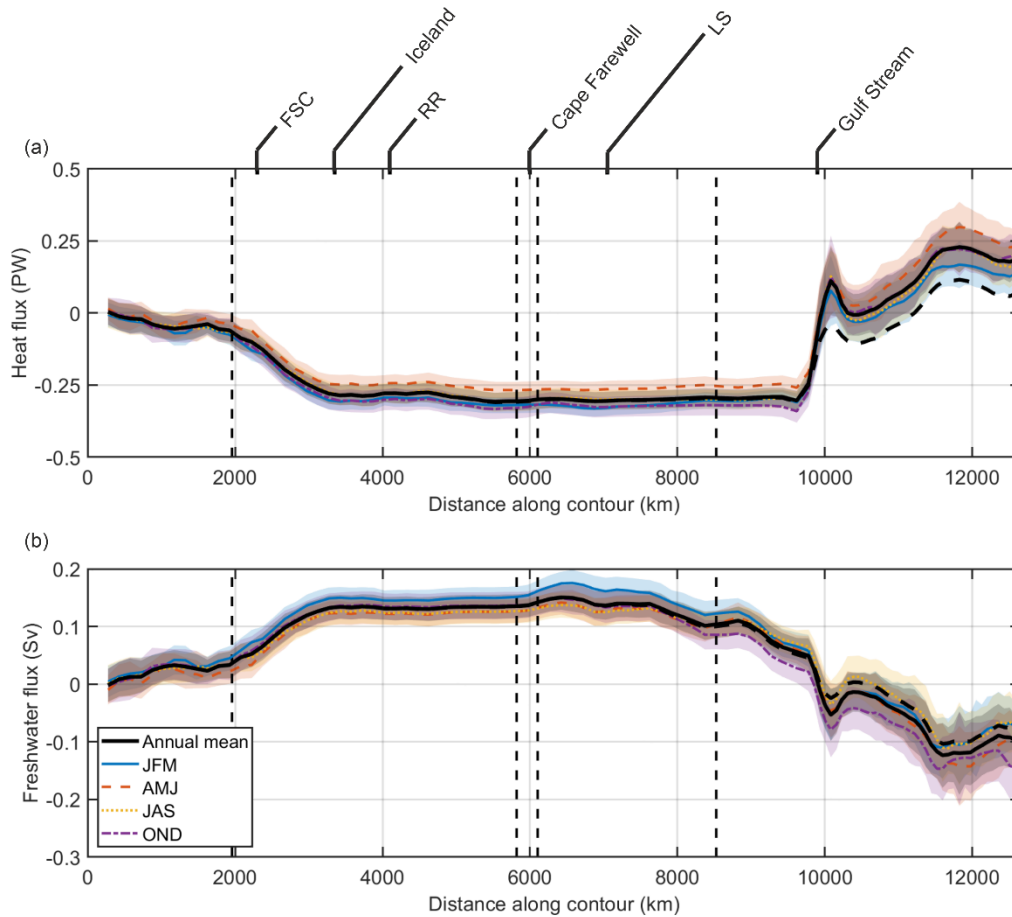 FSC
Iceland
RR
Cape Farewell
LS
Gulf Stream
(a)
0.5
0.25
0
-0.25
-0.5
Heat flux (PW)
0 2000 4000 6000 8000 10000 12000
Distance along contour (km)
(b)
0.2
0.1
0
-0.1
-0.2
-0.3
Freshwater flux (Sv)
Annual mean
JFM
AMJ
JAS
OND
0 2000 4000 6000 8000 10000 12000
Distance along contour (km)